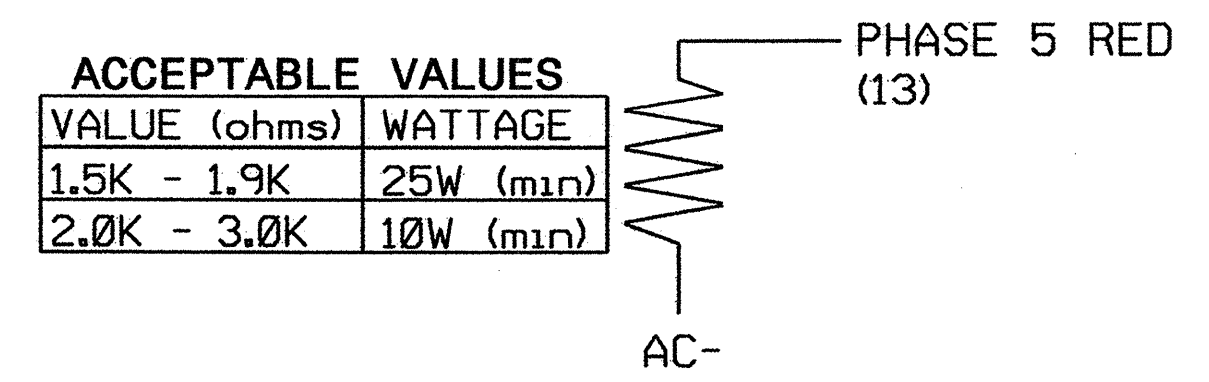 ACCEPTABLE VALUES
VALUE (ohms) WATTAGE
1.5K - 1.9K 25W (min)
2.0K - 3.0K 10W (min)
PHASE 5 RED
(13)
AC-